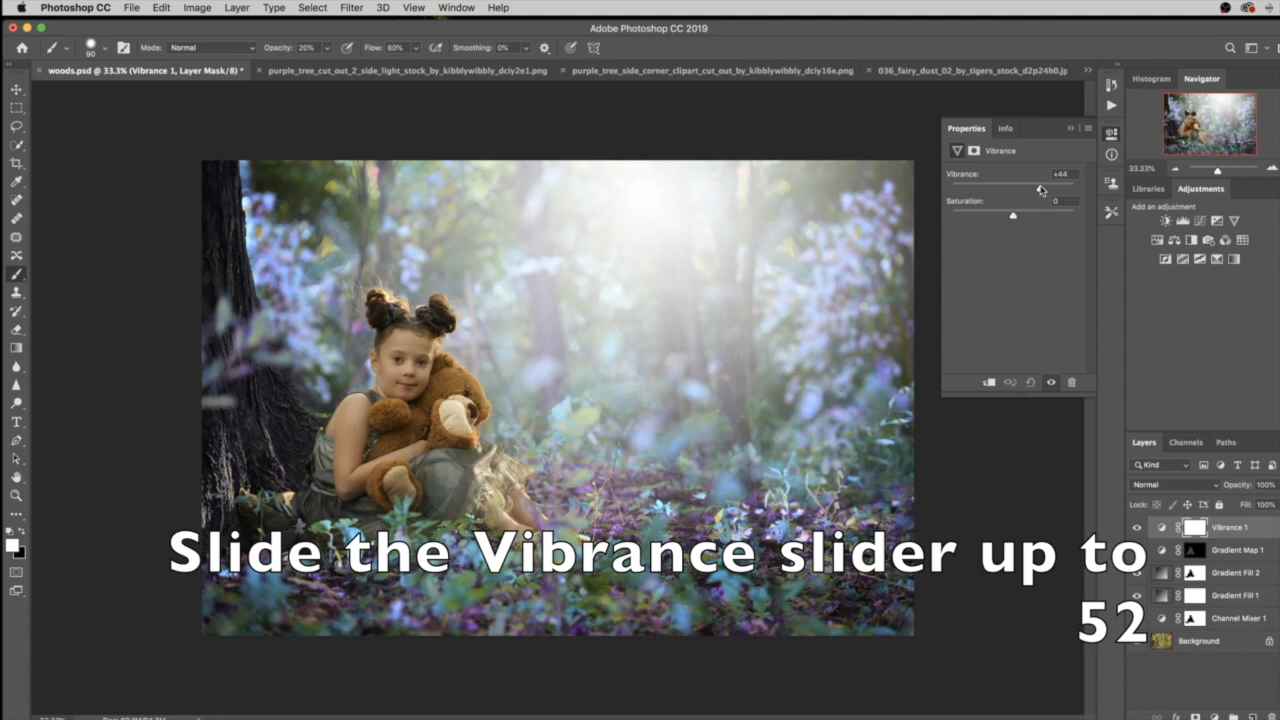 Photoshop CC File Edit Image Layer Type Select Filter 3D View Window Help
Adobe Photoshop CC 2019
90 Mode: Normal Opacity: 20% Flow: 80% Smoothing: 0%
woods.psd @ 33.3% (Vibrance 1, Layer Mask/8) * purple_tree_cut_out_2_side_light_stock_by_kibblywibbly_dciy2e1.png purple_tree_side_corner_clipart_cut_out_by_kibblywibbly_dciy16e.png 036_fairy_dust_02_by_tigers_stock_d2p24h0.jp
Histogram Navigator
Properties Info
Vibrance
33.33%
Vibrance: +44
Libraries Adjustments
Saturation: 0
Add an adjustment
Layers Channels Paths
Kind
Normal Opacity: 100%
Lock: Fill: 100%
Vibrance 1
Gradient Map 1
Gradient Fill 2
Gradient Fill 1
Channel Mixer 1
Background
Slide the Vibrance slider up to
52